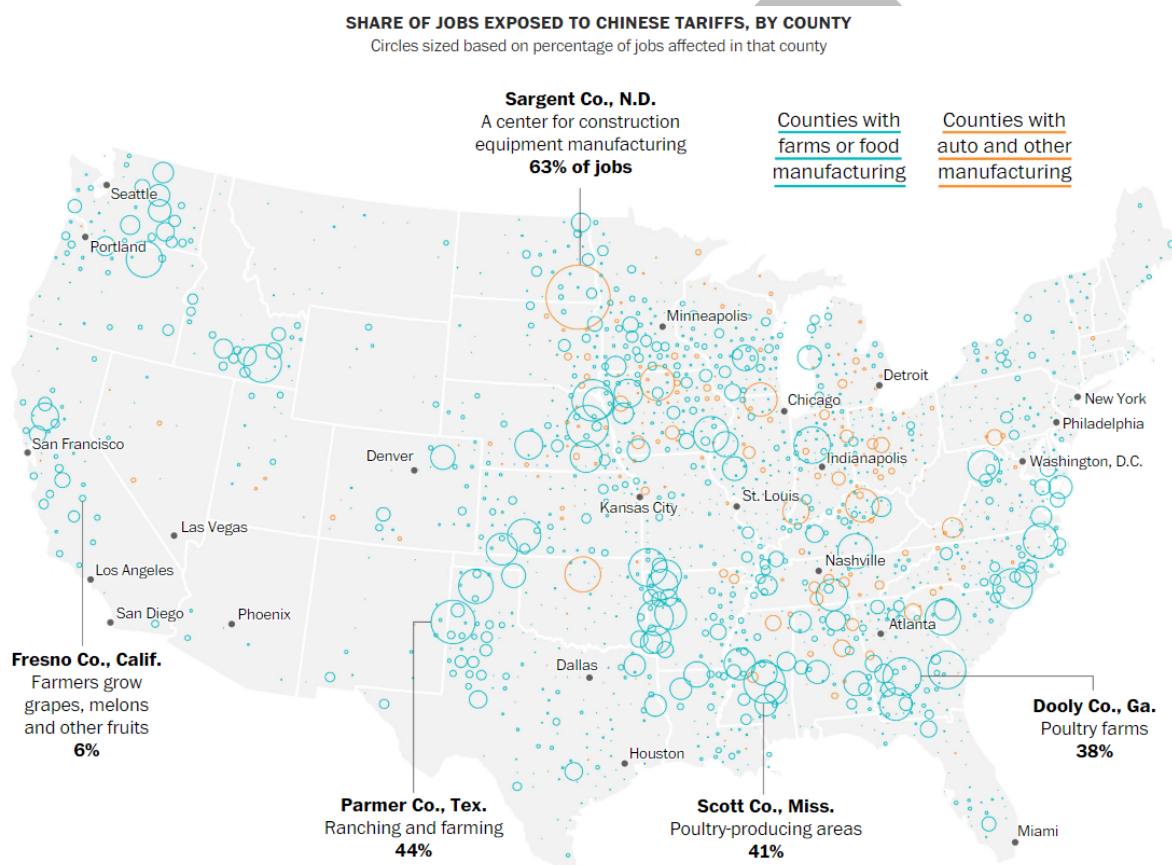 SHARE OF JOBS EXPOSED TO CHINESE TARIFFS, BY COUNTY
Circles sized based on percentage of jobs affected in that county
Sargent Co., N.D.
A center for construction
equipment manufacturing
63% of jobs
Counties with
farms or food
manufacturing
Counties with
auto and other
manufacturing
Seattle
Portland
Minneapolis
Detroit
Chicago
New York
Philadelphia
San Francisco
Denver
Indianapolis
Washington, D.C.
St. Louis
Kansas City
Las Vegas
Nashville
Los Angeles
San Diego
Phoenix
Atlanta
Dallas
Fresno Co., Calif.
Farmers grow
grapes, melons
and other fruits
6%
Dooly Co., Ga.
Poultry farms
38%
Houston
Parmer Co., Tex.
Ranching and farming
44%
Scott Co., Miss.
Poultry-producing areas
41%
Miami